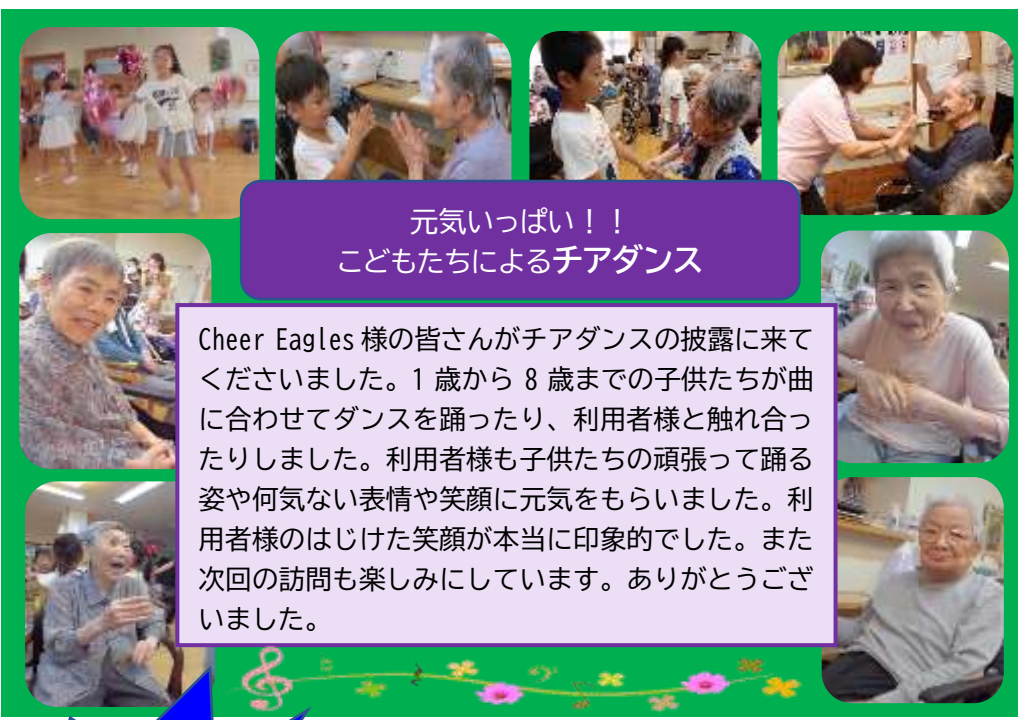 元気いっぱい！！
こどもたちによるチアダンス
Cheer Eagles 様の皆さんがチアダンスの披露に来て
くださいました。1 歳から 8 歳までの子供たちが曲
に合わせてダンスを踊ったり、利用者様と触れ合っ
たりしました。利用者様も子供たちの頑張って踊る
姿や何気ない表情や笑顔に元気をもらいました。利
用者様のはじけた笑顔が本当に印象的でした。また
次回の訪問も楽しみにしています。ありがとうござ
いました。